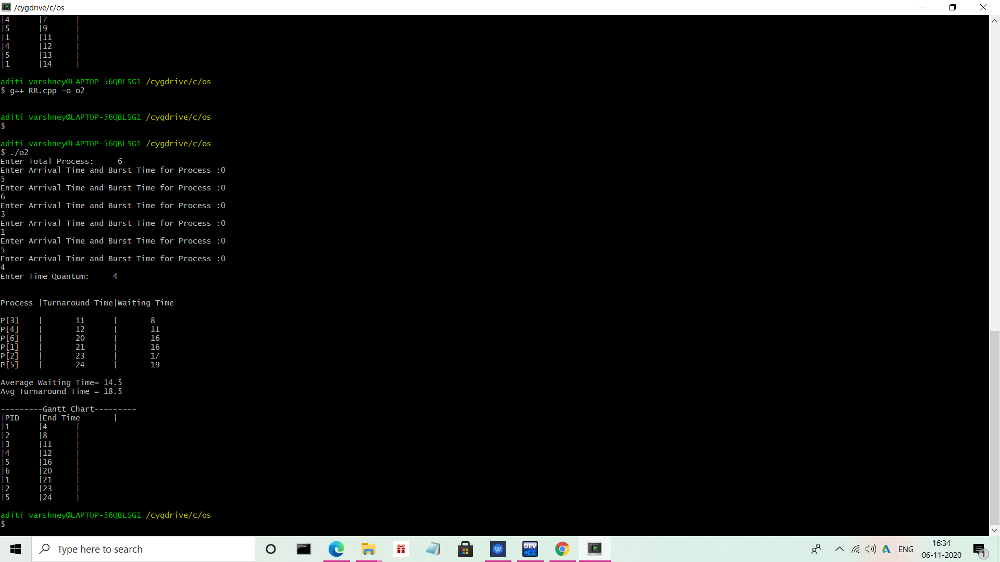 /cygdrive/c/os
|4 |7 |
|5 |9 |
|1 |11 |
|4 |12 |
|5 |13 |
|1 |14 |
aditi varshney@LAPTOP-56QBLSG1 /cygdrive/c/os
$ g++ RR.cpp -o o2
aditi varshney@LAPTOP-56QBLSG1 /cygdrive/c/os
$
aditi varshney@LAPTOP-56QBLSG1 /cygdrive/c/os
$ ./o2
Enter Total Process: 6
Enter Arrival Time and Burst Time for Process :0
5
Enter Arrival Time and Burst Time for Process :0
6
Enter Arrival Time and Burst Time for Process :0
3
Enter Arrival Time and Burst Time for Process :0
1
Enter Arrival Time and Burst Time for Process :0
5
Enter Arrival Time and Burst Time for Process :0
4
Enter Time Quantum: 4
Process |Turnaround Time|Waiting Time
P[3] | 11 | 8
P[4] | 12 | 11
P[6] | 20 | 16
P[1] | 21 | 16
P[2] | 23 | 17
P[5] | 24 | 19
Average Waiting Time= 14.5
Avg Turnaround Time = 18.5
---------Gantt Chart---------
|PID |End Time |
|1 |4 |
|2 |8 |
|3 |11 |
|4 |12 |
|5 |16 |
|6 |20 |
|1 |21 |
|2 |23 |
|5 |24 |
aditi varshney@LAPTOP-56QBLSG1 /cygdrive/c/os
$
Type here to search
DEV
C++
ENG
16:34
06-11-2020
1